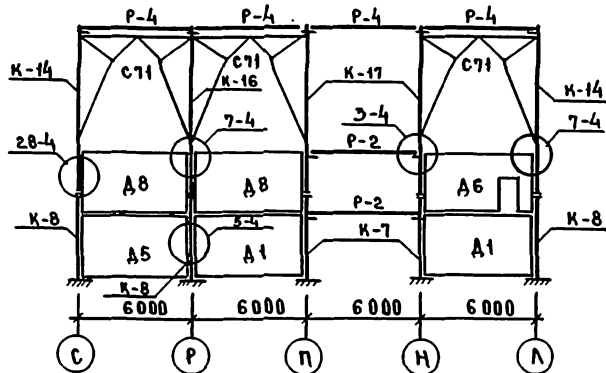 Р-4 Р-4 Р-4 Р-4
С71 С71 С71
К-14 К-16 К-17 К-14
28-4 7-4 3-4 7-4
Р-2
Д8 Д8 Д6
Р-2
К-8 5-4 К-7 К-8
Д5 Д1 Д1
К-8
6000 6000 6000 6000
С Р П Н Л